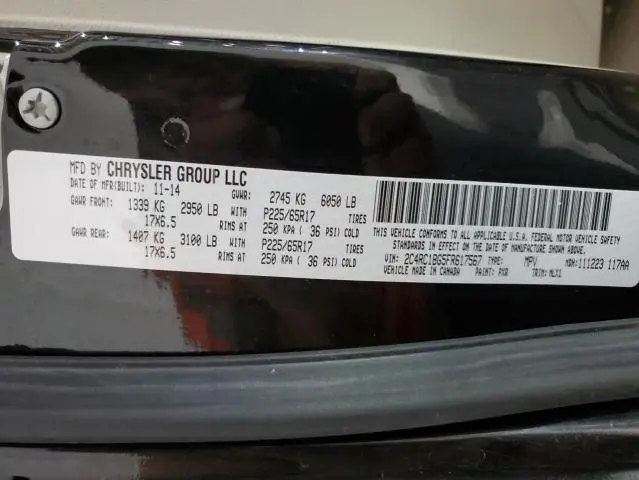 MFD BY CHRYSLER GROUP LLC
DATE OF MFR(BUILT): 11-14 GVWR: 2745 KG 6050 LB
GAWR FRONT: 1339 KG 2950 LB WITH P225/65R17 TIRES
17X6.5 RIMS AT 250 KPA ( 36 PSI) COLD
GAWR REAR: 1407 KG 3100 LB WITH P225/65R17 TIRES
17X6.5 RIMS AT 250 KPA ( 36 PSI) COLD
THIS VEHICLE CONFORMS TO ALL APPLICABLE U.S.A. FEDERAL MOTOR VEHICLE SAFETY
STANDARDS IN EFFECT ON THE DATE OF MANUFACTURE SHOWN ABOVE.
VIN: 2C4RC1BG5FR617567 TYPE: MPV MDH: 111223 117AA
VEHICLE MADE IN CANADA PAINT: PXR TRIM: MLX1